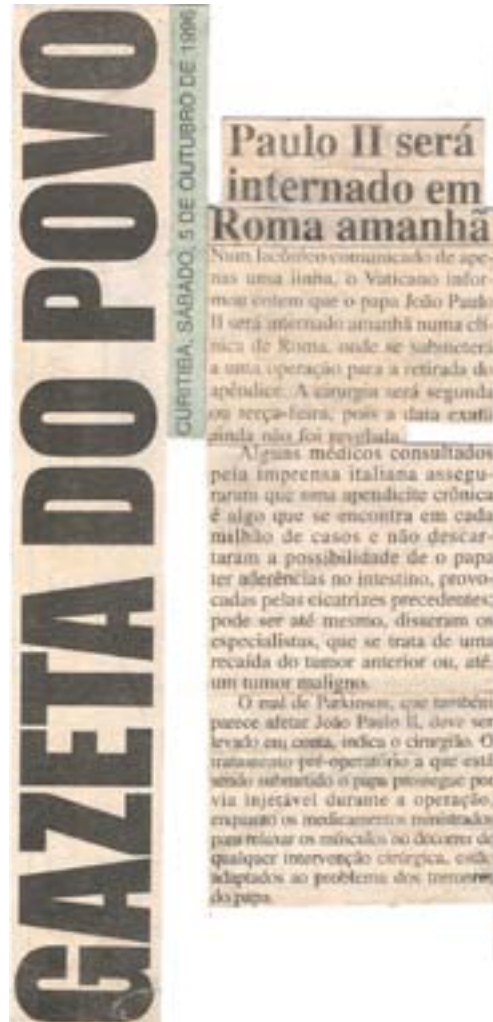 GAZETA DO POVO
CURITIBA, SÁBADO, 5 DE OUTUBRO DE 1996
Paulo II será
internado em
Roma amanhã
Num lacônico comunicado de ape-
nas uma linha, o Vaticano infor-
mou ontem que o papa João Paulo
II será internado amanhã numa clí-
nica de Roma, onde se submeterá
a uma operação para a retirada do
apêndice. A cirurgia será segunda
ou terça-feira, pois a data exata
ainda não foi revelada.
Alguns médicos consultados
pela imprensa italiana assegu-
raram que uma apendicite crônica
é algo que se encontra em cada
milhão de casos e não descar-
taram a possibilidade de o papa
ter aderências no intestino, provo-
cadas pelas cicatrizes precedentes;
pode ser até mesmo, disseram os
especialistas, que se trata de uma
recaída do tumor anterior ou, até,
um tumor maligno.
O mal de Parkinson, que também
parece afetar João Paulo II, deve ser
levado em conta, indica o cirurgião. O
tratamento pré-operatório a que está
sendo submetido o papa prossegue por
via injetável durante a operação,
enquanto os medicamentos ministrados
para relaxar os músculos no decorrer de
qualquer intervenção cirúrgica, estão
adaptados ao problema dos tremores
do papa.